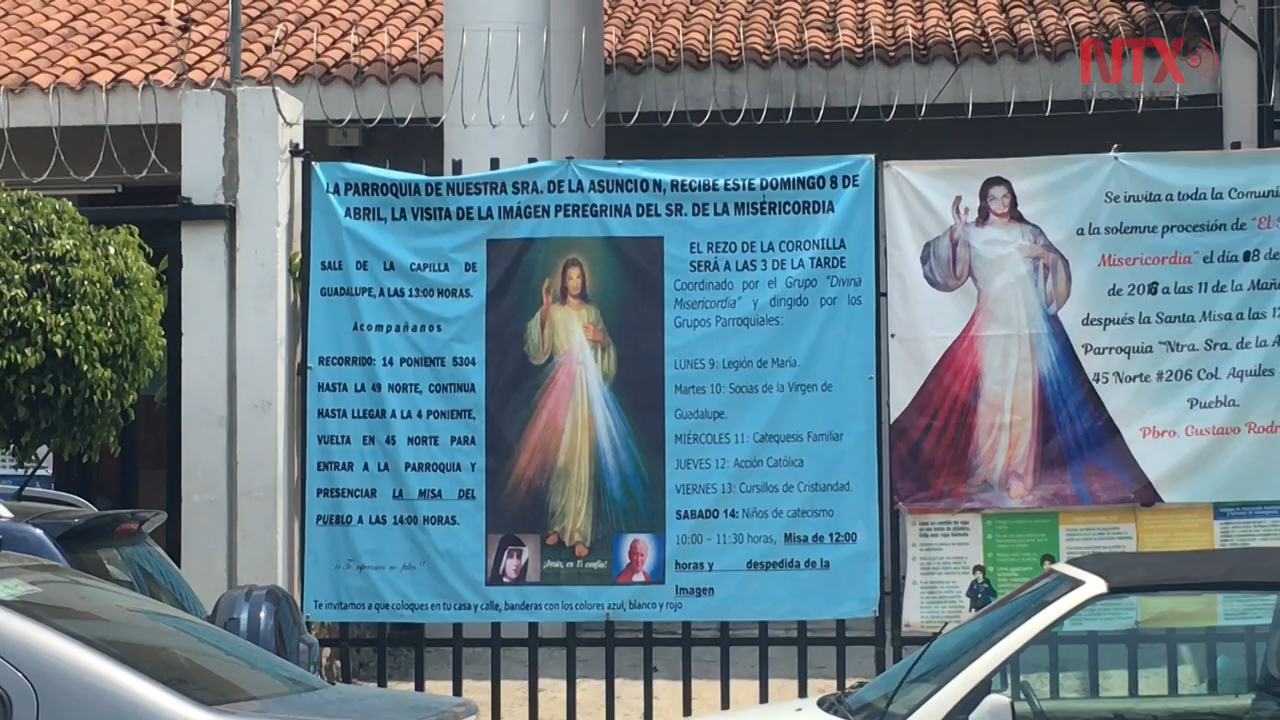 NTX
NOTIMEX
LA PARROQUIA DE NUESTRA SRA. DE LA ASUNCION, RECIBE ESTE DOMINGO 8 DE
ABRIL, LA VISITA DE LA IMÁGEN PEREGRINA DEL SR. DE LA MISÉRICORDIA
SALE DE LA CAPILLA DE
GUADALUPE, A LAS 13:00 HORAS.
Acompañanos
RECORRIDO: 14 PONIENTE 5304
HASTA LA 49 NORTE, CONTINUA
HASTA LLEGAR A LA 4 PONIENTE,
VUELTA EN 45 NORTE PARA
ENTRAR A LA PARROQUIA Y
PRESENCIAR LA MISA DEL
PUEBLO A LAS 14:00 HORAS.
¡¡Te esperamos no faltes!!
¡Jesús, en Ti confío!
EL REZO DE LA CORONILLA
SERÁ A LAS 3 DE LA TARDE
Coordinado por el Grupo "Divina
Misericordia" y dirigido por los
Grupos Parroquiales:
LUNES 9: Legión de María.
Martes 10: Socias de la Virgen de
Guadalupe.
MIÉRCOLES 11: Catequesis Familiar
JUEVES 12: Acción Católica
VIERNES 13: Cursillos de Cristiandad.
SABADO 14: Niños de catecismo
10:00 – 11:30 horas, Misa de 12:00
horas y despedida de la
Imagen
Te invitamos a que coloques en tu casa y calle, banderas con los colores azul, blanco y rojo
Se invita a toda la
a la solemne procesión de "El
Misericordia" el día 08 de
de 2018 a las 11 de la
después la Santa Misa a las
Parroquia "Ntra. Sra. de la
45 Norte #206 Col. Aquiles
Puebla.
Pbro. Gustavo